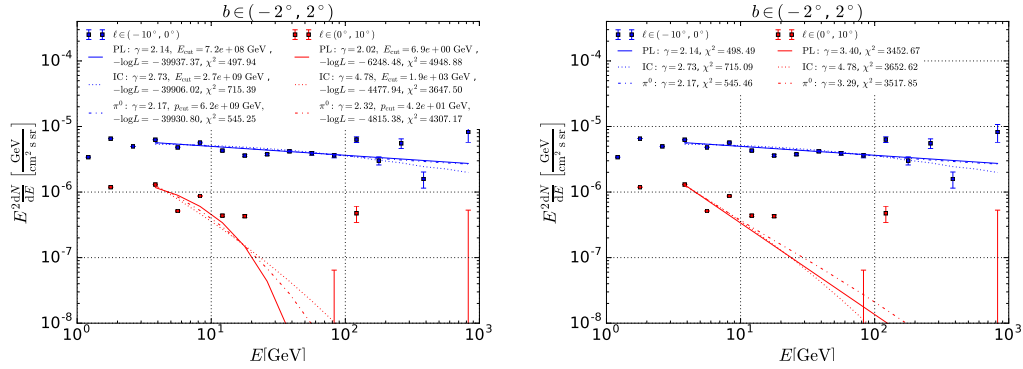 b∈(−2°, 2°)
ℓ∈(−10°, 0°)
PL: γ=2.14, E_cut=7.2e+08 GeV,
−logL=−39937.37, χ²=497.94
IC: γ=2.73, E_cut=2.7e+09 GeV,
−logL=−39906.02, χ²=715.39
π⁰: γ=2.17, p_cut=6.2e+09 GeV,
−logL=−39930.80, χ²=545.25
ℓ∈(0°, 10°)
PL: γ=2.02, E_cut=6.9e+00 GeV,
−logL=−6248.48, χ²=4948.88
IC: γ=4.78, E_cut=1.9e+03 GeV,
−logL=−4477.94, χ²=3647.50
π⁰: γ=2.32, p_cut=4.2e+01 GeV,
−logL=−4815.38, χ²=4307.17
10⁻⁴
10⁻⁵
10⁻⁶
10⁻⁷
10⁻⁸
E² dN/dE [GeV/cm² s sr]
10⁰ 10¹ 10² 10³
E[GeV]
b∈(−2°, 2°)
ℓ∈(−10°, 0°)
PL: γ=2.14, χ²=498.49
IC: γ=2.73, χ²=715.09
π⁰: γ=2.17, χ²=545.46
ℓ∈(0°, 10°)
PL: γ=3.40, χ²=3452.67
IC: γ=4.78, χ²=3652.62
π⁰: γ=3.29, χ²=3517.85
10⁻⁴
10⁻⁵
10⁻⁶
10⁻⁷
10⁻⁸
E² dN/dE [GeV/cm² s sr]
10⁰ 10¹ 10² 10³
E[GeV]